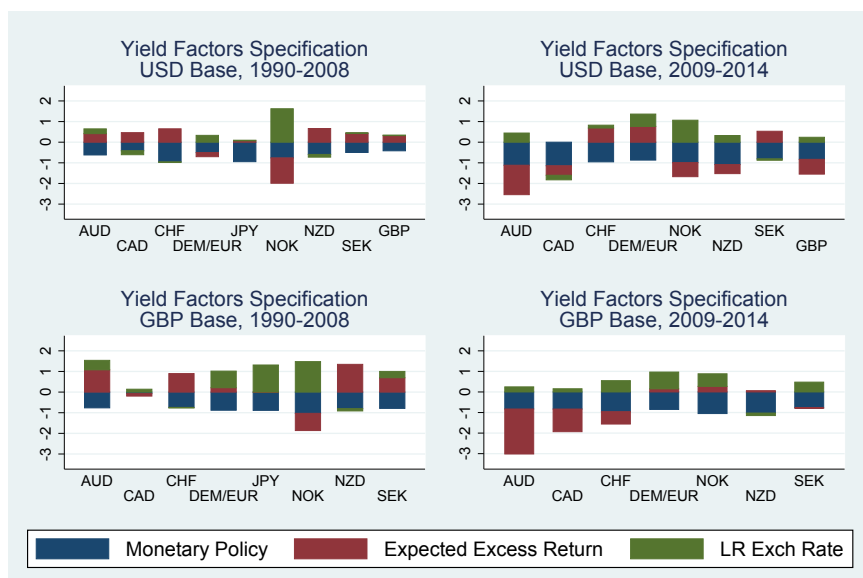 Yield Factors Specification
USD Base, 1990-2008
2
1
0
-1
-2
-3
AUD CHF JPY NZD GBP
CAD DEM/EUR NOK SEK
Yield Factors Specification
USD Base, 2009-2014
2
1
0
-1
-2
-3
AUD CHF NOK SEK
CAD DEM/EUR NZD GBP
Yield Factors Specification
GBP Base, 1990-2008
2
1
0
-1
-2
-3
AUD CHF JPY NZD
CAD DEM/EUR NOK SEK
Yield Factors Specification
GBP Base, 2009-2014
2
1
0
-1
-2
-3
AUD CHF NOK SEK
CAD DEM/EUR NZD
Monetary Policy Expected Excess Return LR Exch Rate